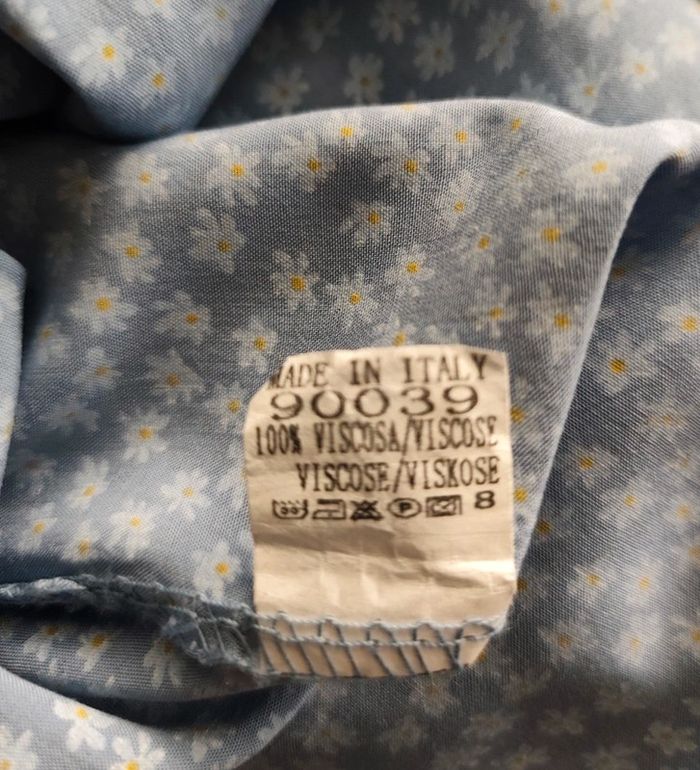 MADE IN ITALY
90039
100% VISCOSA/VISCOSE
VISCOSE/VISKOSE
P 8